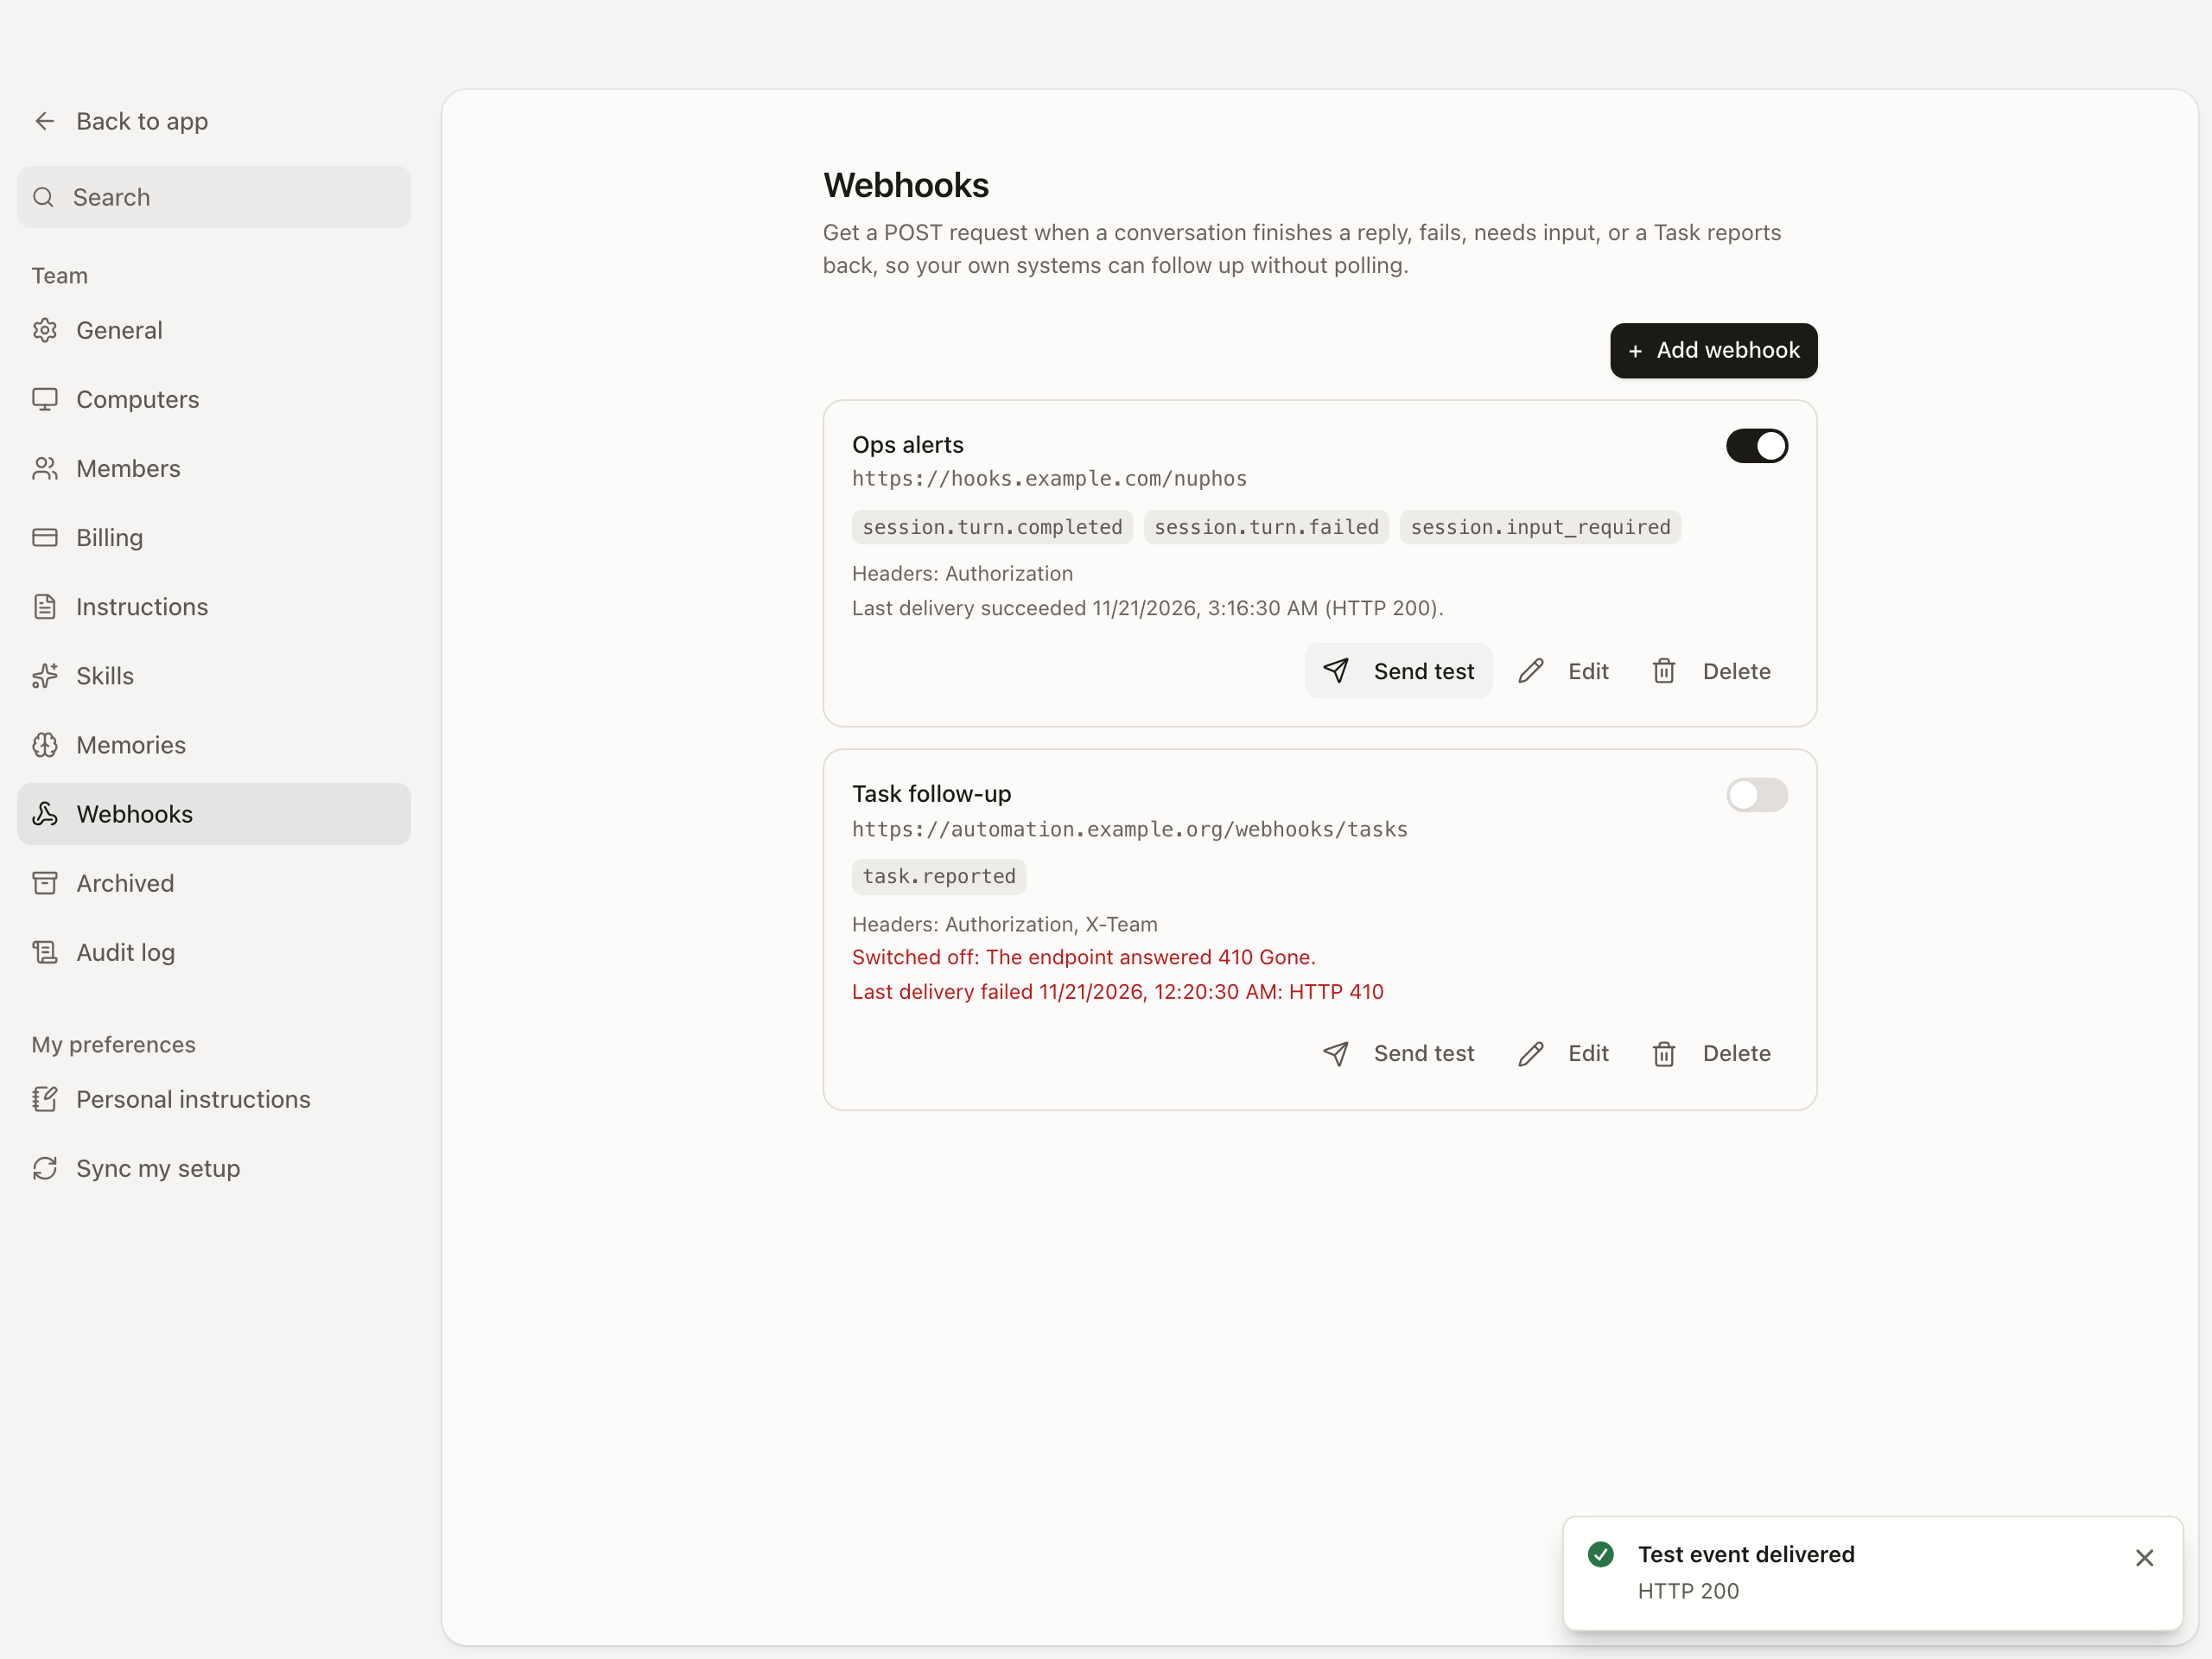 Back to app
Search
Team
General
Computers
Members
Billing
Instructions
Skills
Memories
Webhooks
Archived
Audit log
My preferences
Personal instructions
Sync my setup
Webhooks
Get a POST request when a conversation finishes a reply, fails, needs input, or a Task reports
back, so your own systems can follow up without polling.
+ Add webhook
Ops alerts
https://hooks.example.com/nuphos
session.turn.completed session.turn.failed session.input_required
Headers: Authorization
Last delivery succeeded 11/21/2026, 3:16:30 AM (HTTP 200).
Send test Edit Delete
Task follow-up
https://automation.example.org/webhooks/tasks
task.reported
Headers: Authorization, X-Team
Switched off: The endpoint answered 410 Gone.
Last delivery failed 11/21/2026, 12:20:30 AM: HTTP 410
Send test Edit Delete
Test event delivered
HTTP 200